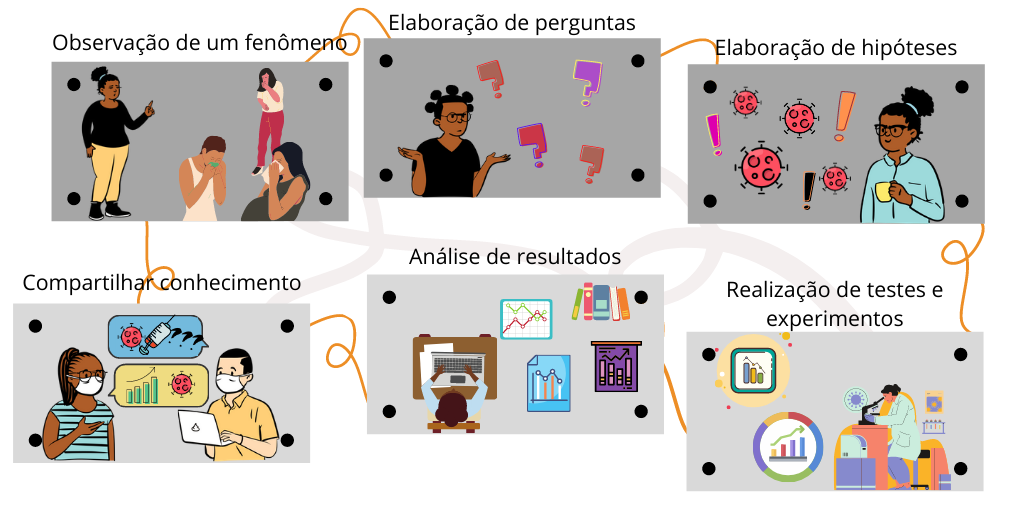 Observação de um fenômeno
Elaboração de perguntas
Elaboração de hipóteses
Compartilhar conhecimento
Análise de resultados
Realização de testes e
experimentos